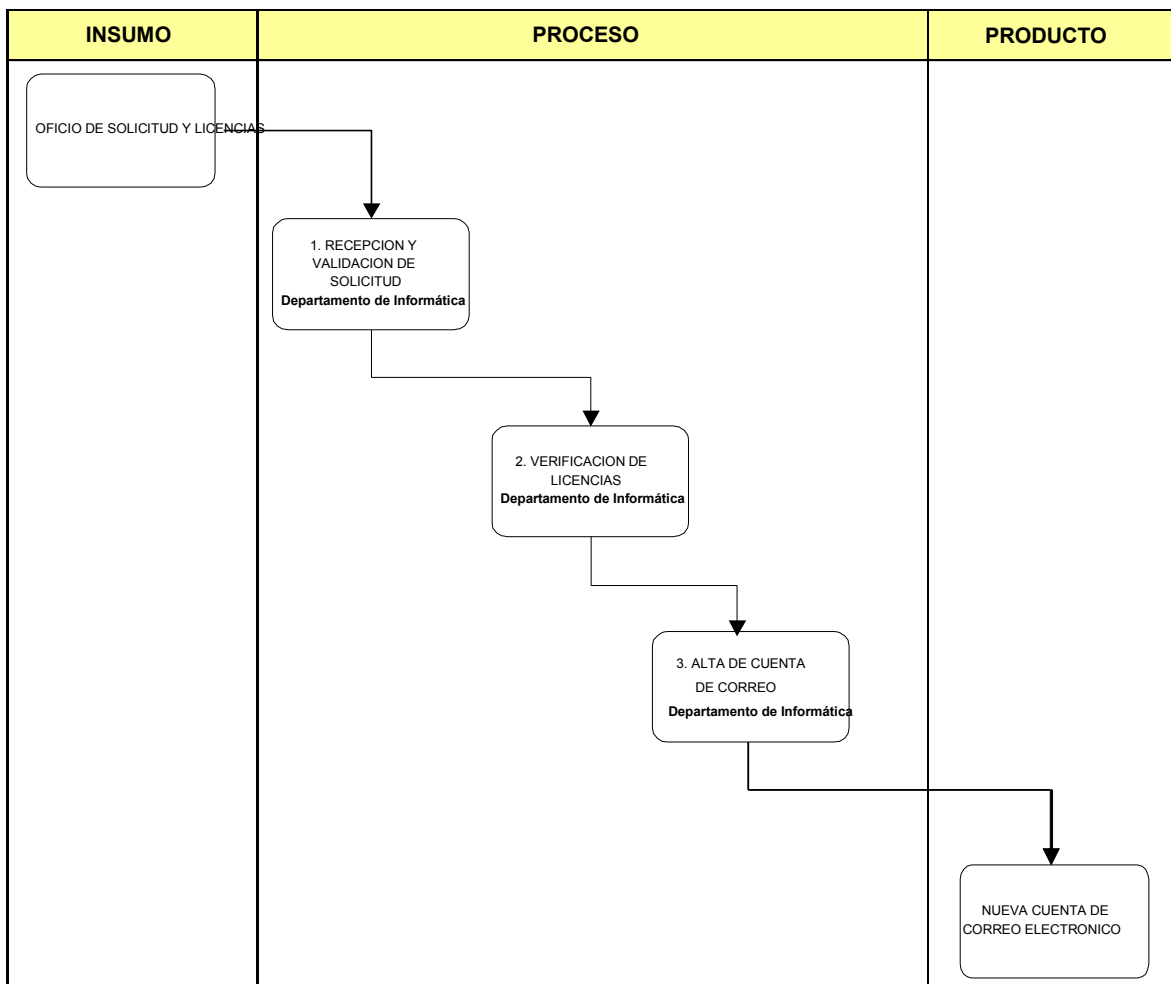 INSUMO
PROCESO
PRODUCTO
OFICIO DE SOLICITUD Y LICENCIAS
1. RECEPCION Y
VALIDACION DE
SOLICITUD
Departamento de Informática
2. VERIFICACION DE
LICENCIAS
Departamento de Informática
3. ALTA DE CUENTA
DE CORREO
Departamento de Informática
NUEVA CUENTA DE
CORREO ELECTRONICO